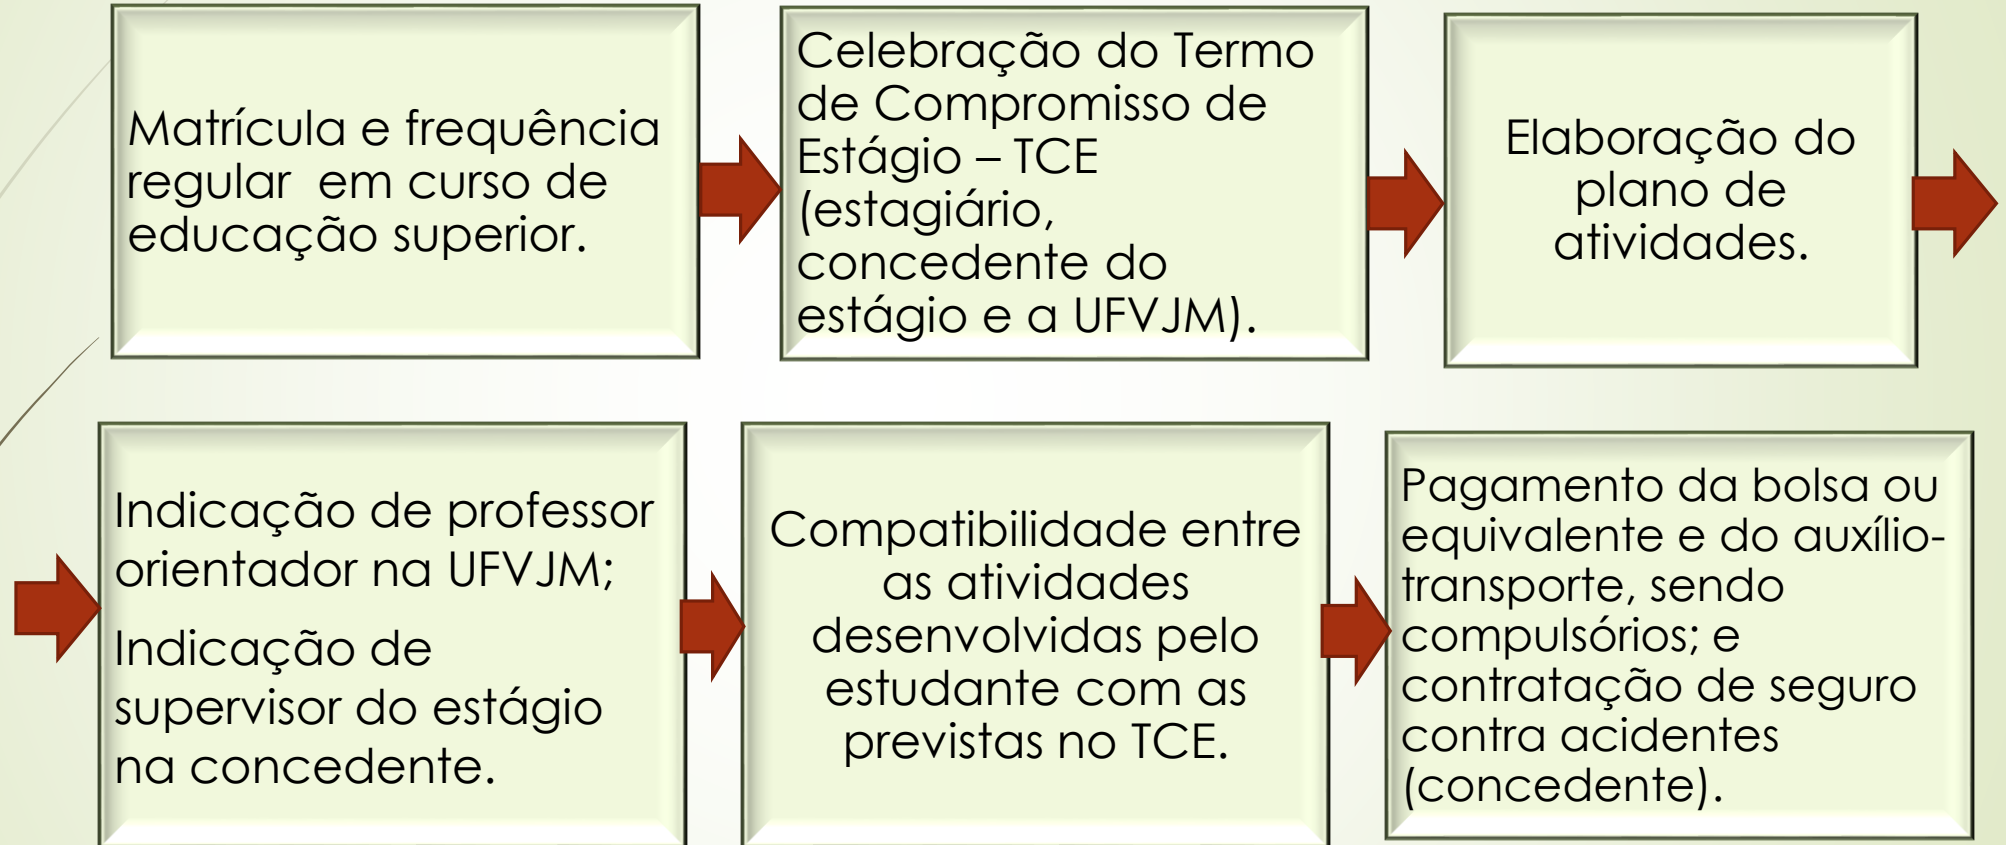 Matrícula e frequência
regular em curso de
educação superior.
Celebração do Termo
de Compromisso de
Estágio – TCE
(estagiário,
concedente do
estágio e a UFVJM).
Elaboração do
plano de
atividades.
Indicação de professor
orientador na UFVJM;
Indicação de
supervisor do estágio
na concedente.
Compatibilidade entre
as atividades
desenvolvidas pelo
estudante com as
previstas no TCE.
Pagamento da bolsa ou
equivalente e do auxílio-
transporte, sendo
compulsórios; e
contratação de seguro
contra acidentes
(concedente).